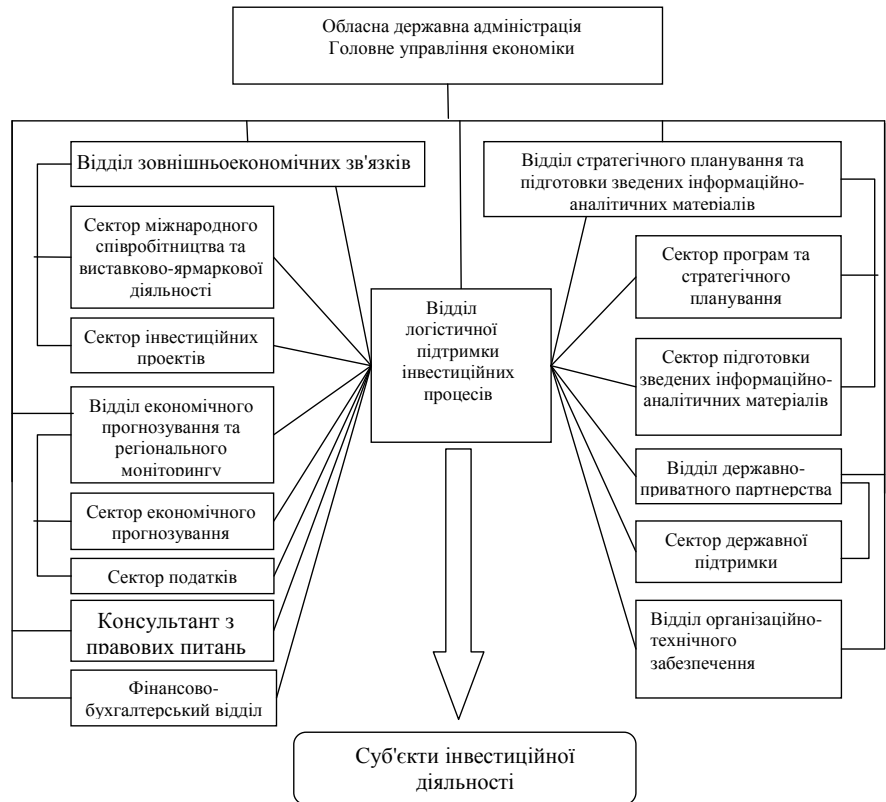 Обласна державна адміністрація
Головне управління економіки
Відділ зовнішньоекономічних зв'язків
Відділ стратегічного планування та
підготовки зведених інформаційно-
аналітичних матеріалів
Сектор міжнародного
співробітництва та
виставково-ярмаркової
діяльності
Сектор програм та
стратегічного
планування
Відділ
логістичної
підтримки
інвестиційних
процесів
Сектор інвестиційних
проектів
Сектор підготовки
зведених інформаційно-
аналітичних матеріалів
Відділ економічного
прогнозування та
регіонального
моніторингу
Відділ державно-
приватного партнерства
Сектор економічного
прогнозування
Сектор державної
підтримки
Сектор податків
Консультант з
правових питань
Відділ організаційно-
технічного
забезпечення
Фінансово-
бухгалтерський відділ
Суб'єкти інвестиційної
діяльності